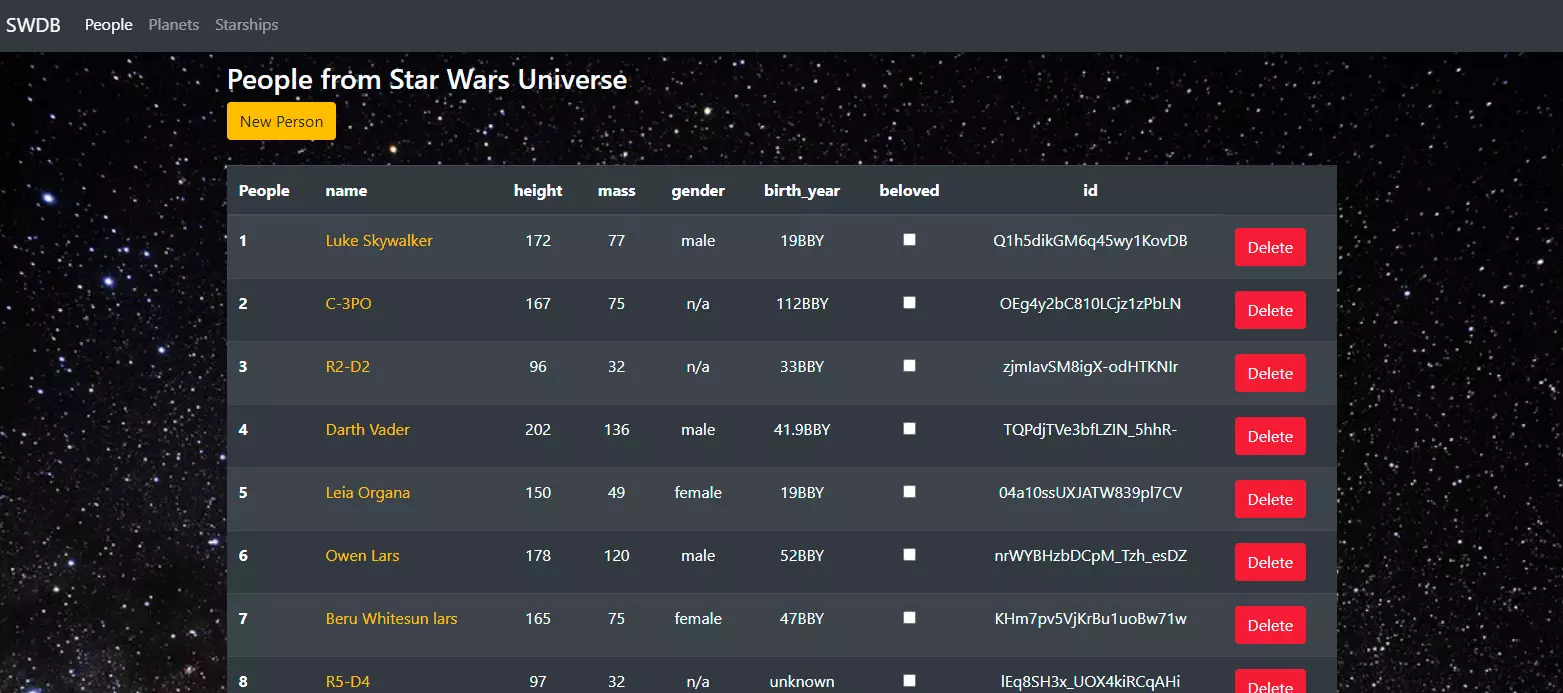 SWDB People Planets Starships
People from Star Wars Universe
New Person
People name height mass gender birth_year beloved id
1 Luke Skywalker 172 77 male 19BBY Q1h5dikGM6q45wy1KovDB Delete
2 C-3PO 167 75 n/a 112BBY OEg4y2bC810LCjz1zPbLN Delete
3 R2-D2 96 32 n/a 33BBY zjmIavSM8igX-odHTKNIr Delete
4 Darth Vader 202 136 male 41.9BBY TQPdjTVe3bfLZIN_5hhR- Delete
5 Leia Organa 150 49 female 19BBY 04a10ssUXJATW839pl7CV Delete
6 Owen Lars 178 120 male 52BBY nrWYBHzbDCpM_Tzh_esDZ Delete
7 Beru Whitesun lars 165 75 female 47BBY KHm7pv5VjKrBu1uoBw71w Delete
8 R5-D4 97 32 n/a unknown lEq8SH3x_UOX4kiRCqAHi Delete